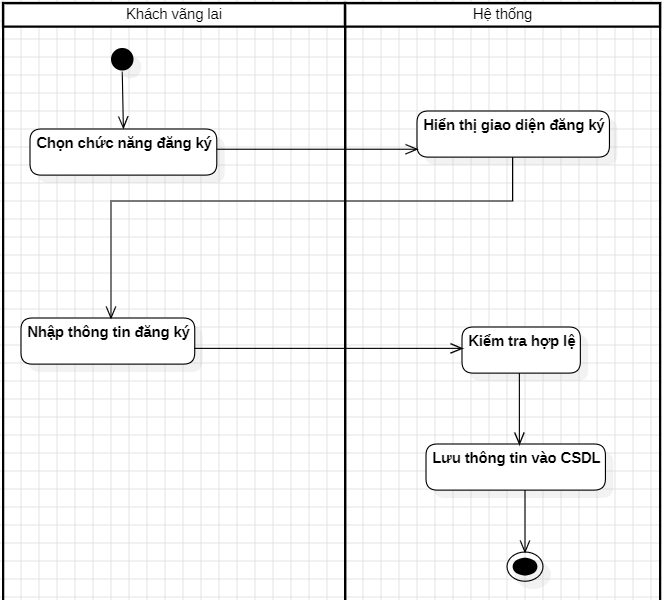 Khách vãng lai
Hệ thống
Chọn chức năng đăng ký
Hiển thị giao diện đăng ký
Nhập thông tin đăng ký
Kiểm tra hợp lệ
Lưu thông tin vào CSDL